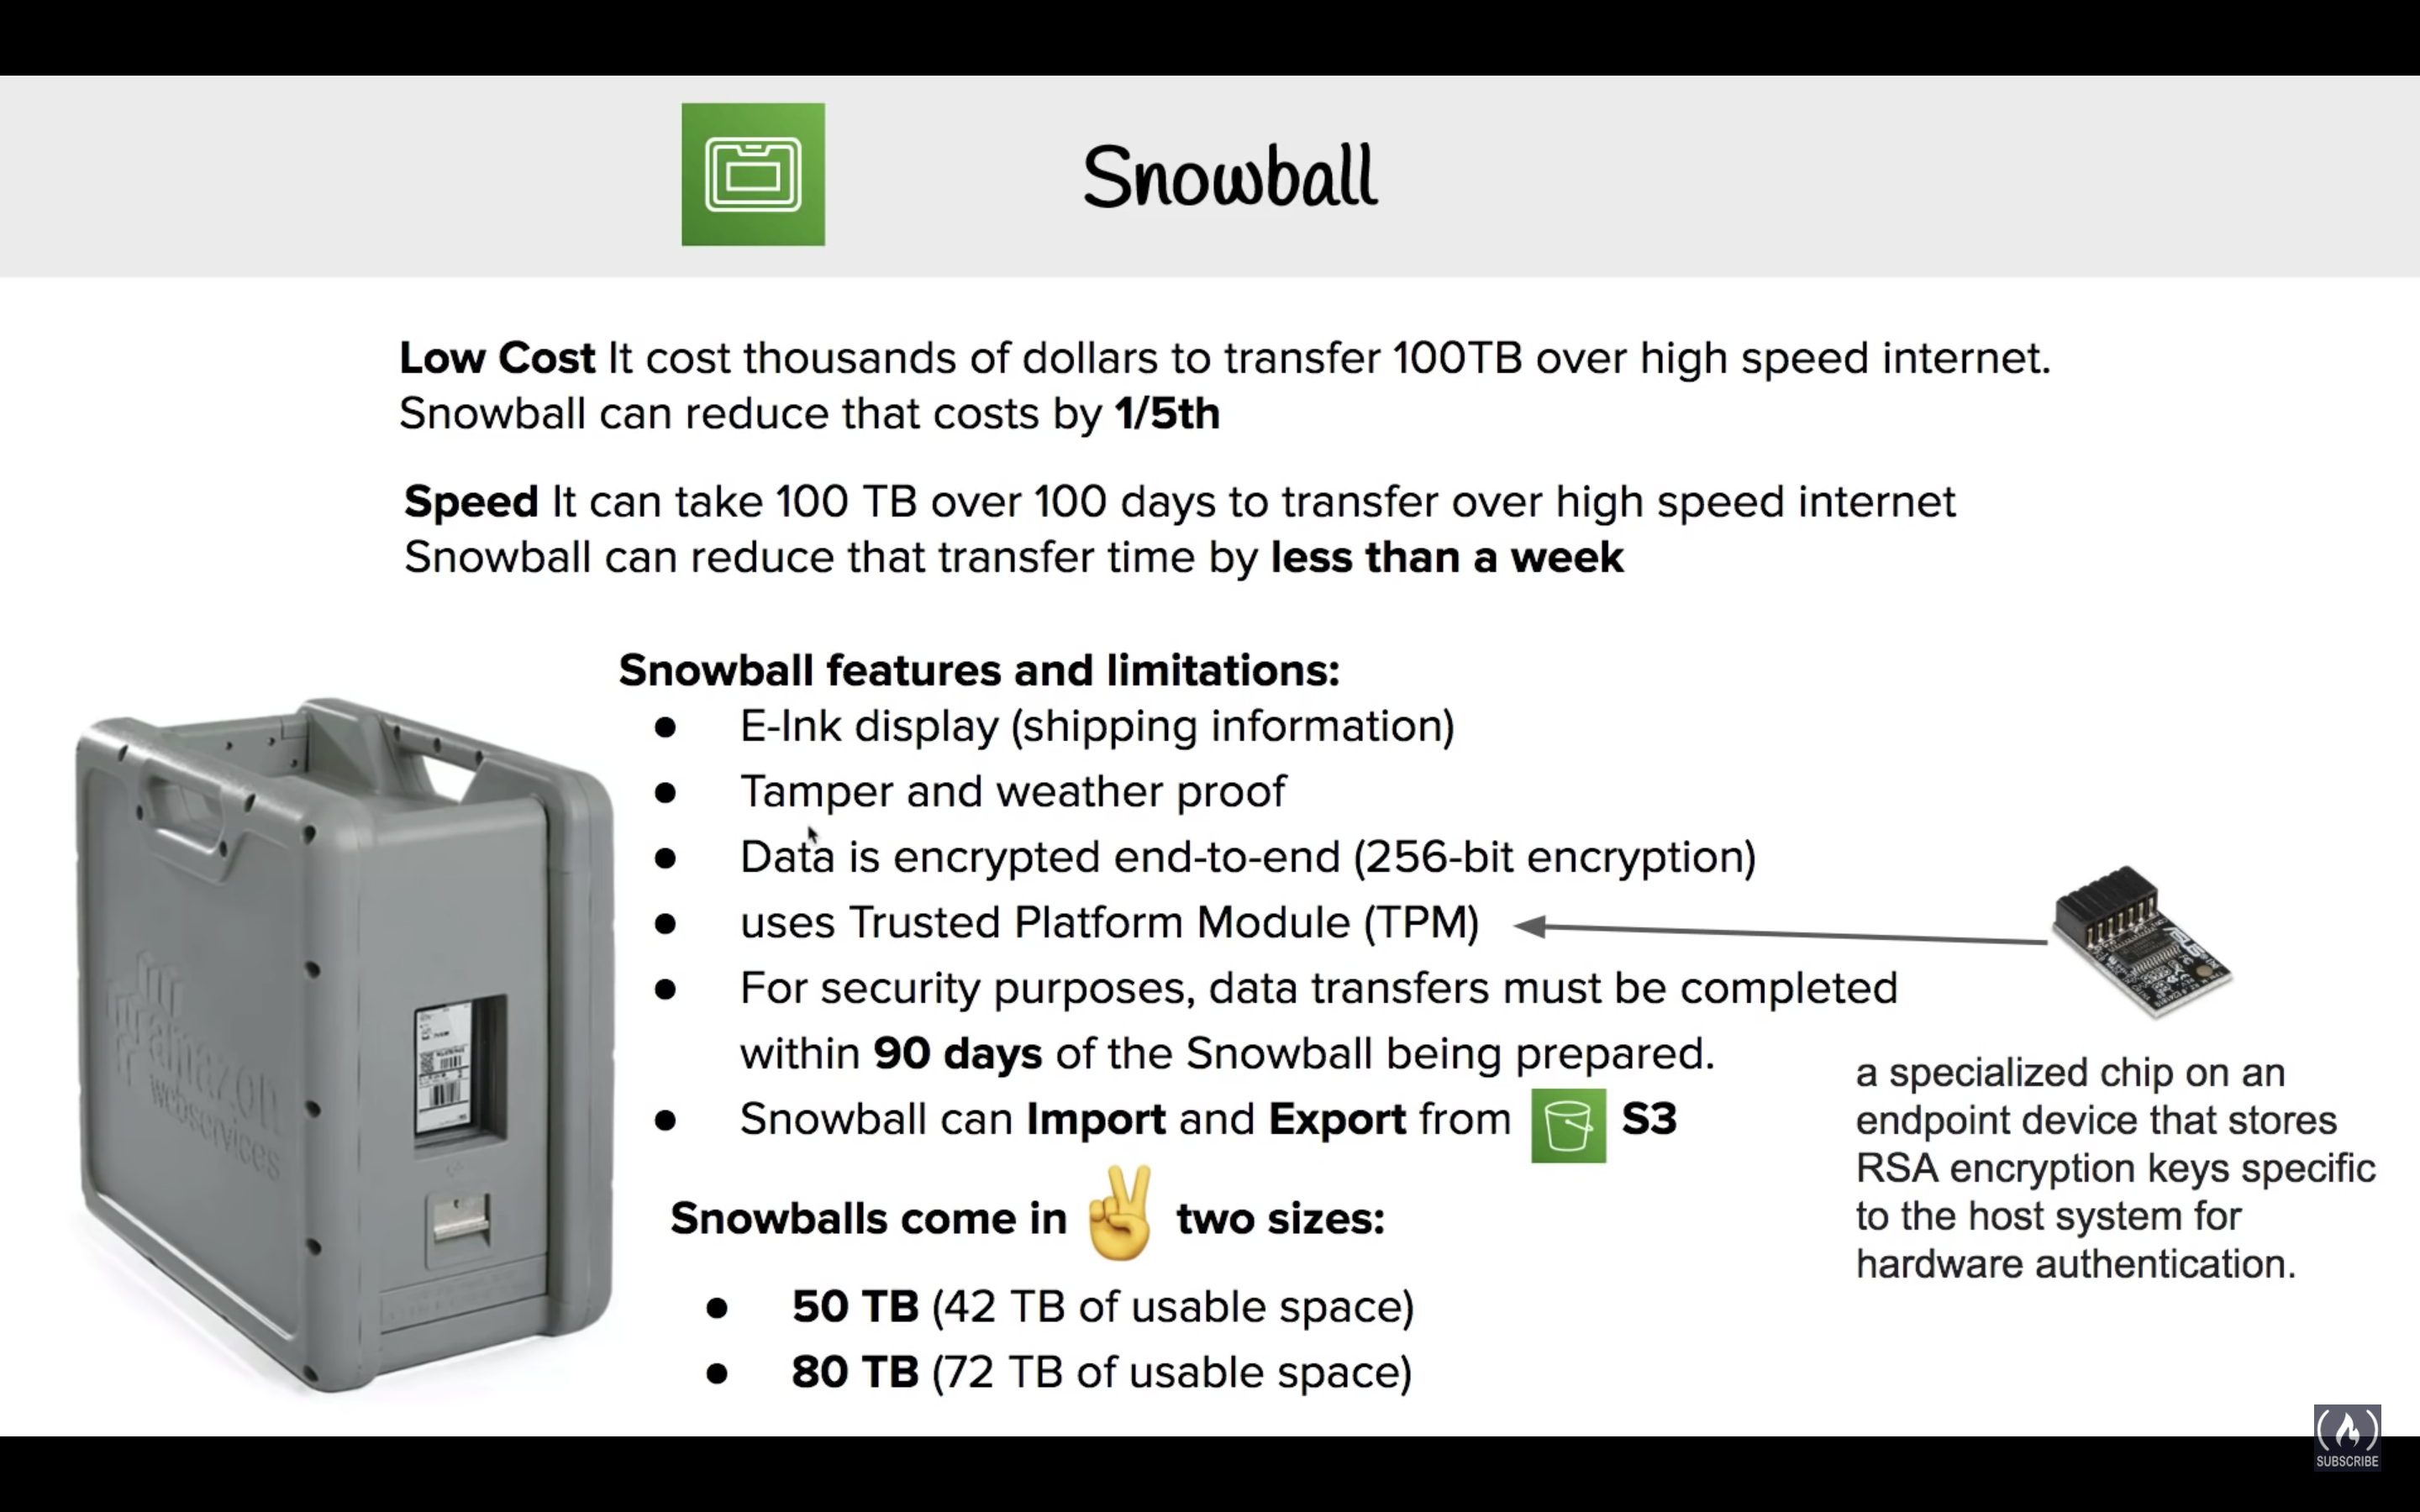 Snowball
Low Cost It cost thousands of dollars to transfer 100TB over high speed internet.
Snowball can reduce that costs by 1/5th
Speed It can take 100 TB over 100 days to transfer over high speed internet
Snowball can reduce that transfer time by less than a week
Snowball features and limitations:
● E-Ink display (shipping information)
● Tamper and weather proof
● Data is encrypted end-to-end (256-bit encryption)
● uses Trusted Platform Module (TPM)
● For security purposes, data transfers must be completed
within 90 days of the Snowball being prepared.
● Snowball can Import and Export from S3
Snowballs come in ✌ two sizes:
● 50 TB (42 TB of usable space)
● 80 TB (72 TB of usable space)
a specialized chip on an
endpoint device that stores
RSA encryption keys specific
to the host system for
hardware authentication.
amazon
webservices
SUBSCRIBE